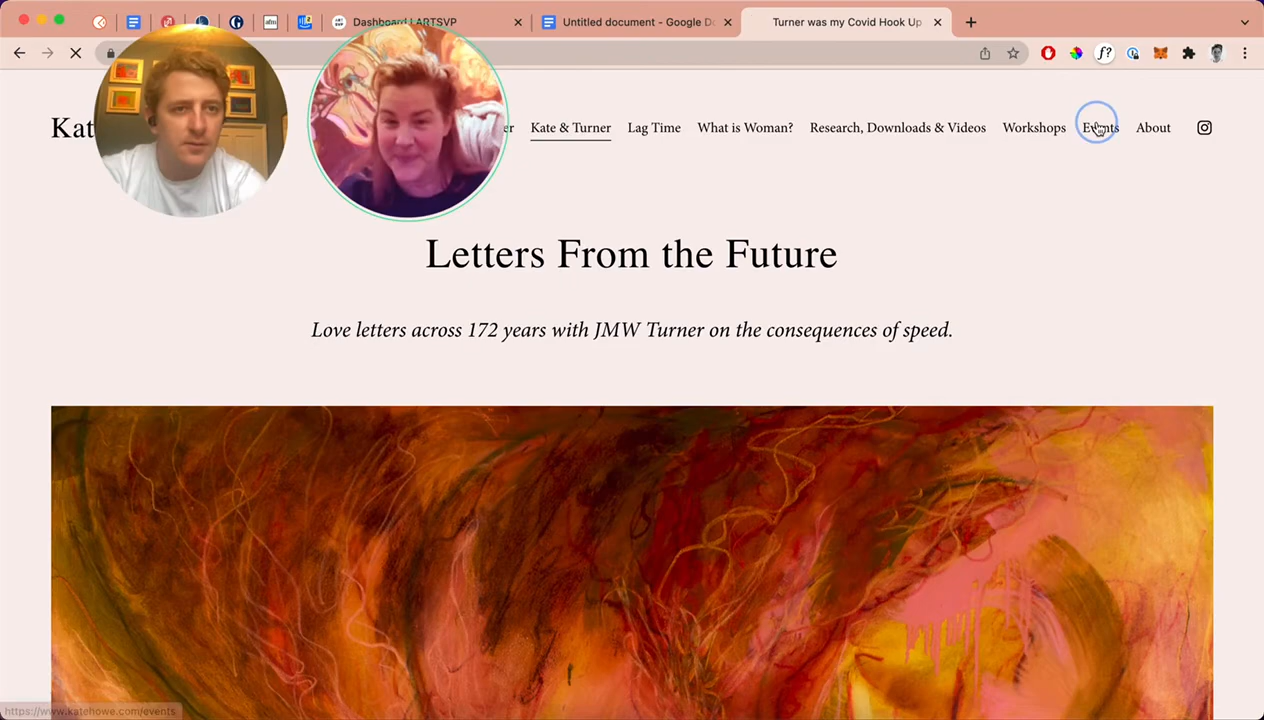 Dashboard | ARTSVP
Untitled document - Google D
Turner was my Covid Hook Up
Kat
er
Kate & Turner
Lag Time
What is Woman?
Research, Downloads & Videos
Workshops
Events
About
Letters From the Future
Love letters across 172 years with JMW Turner on the consequences of speed.
https://www.katehowe.com/events